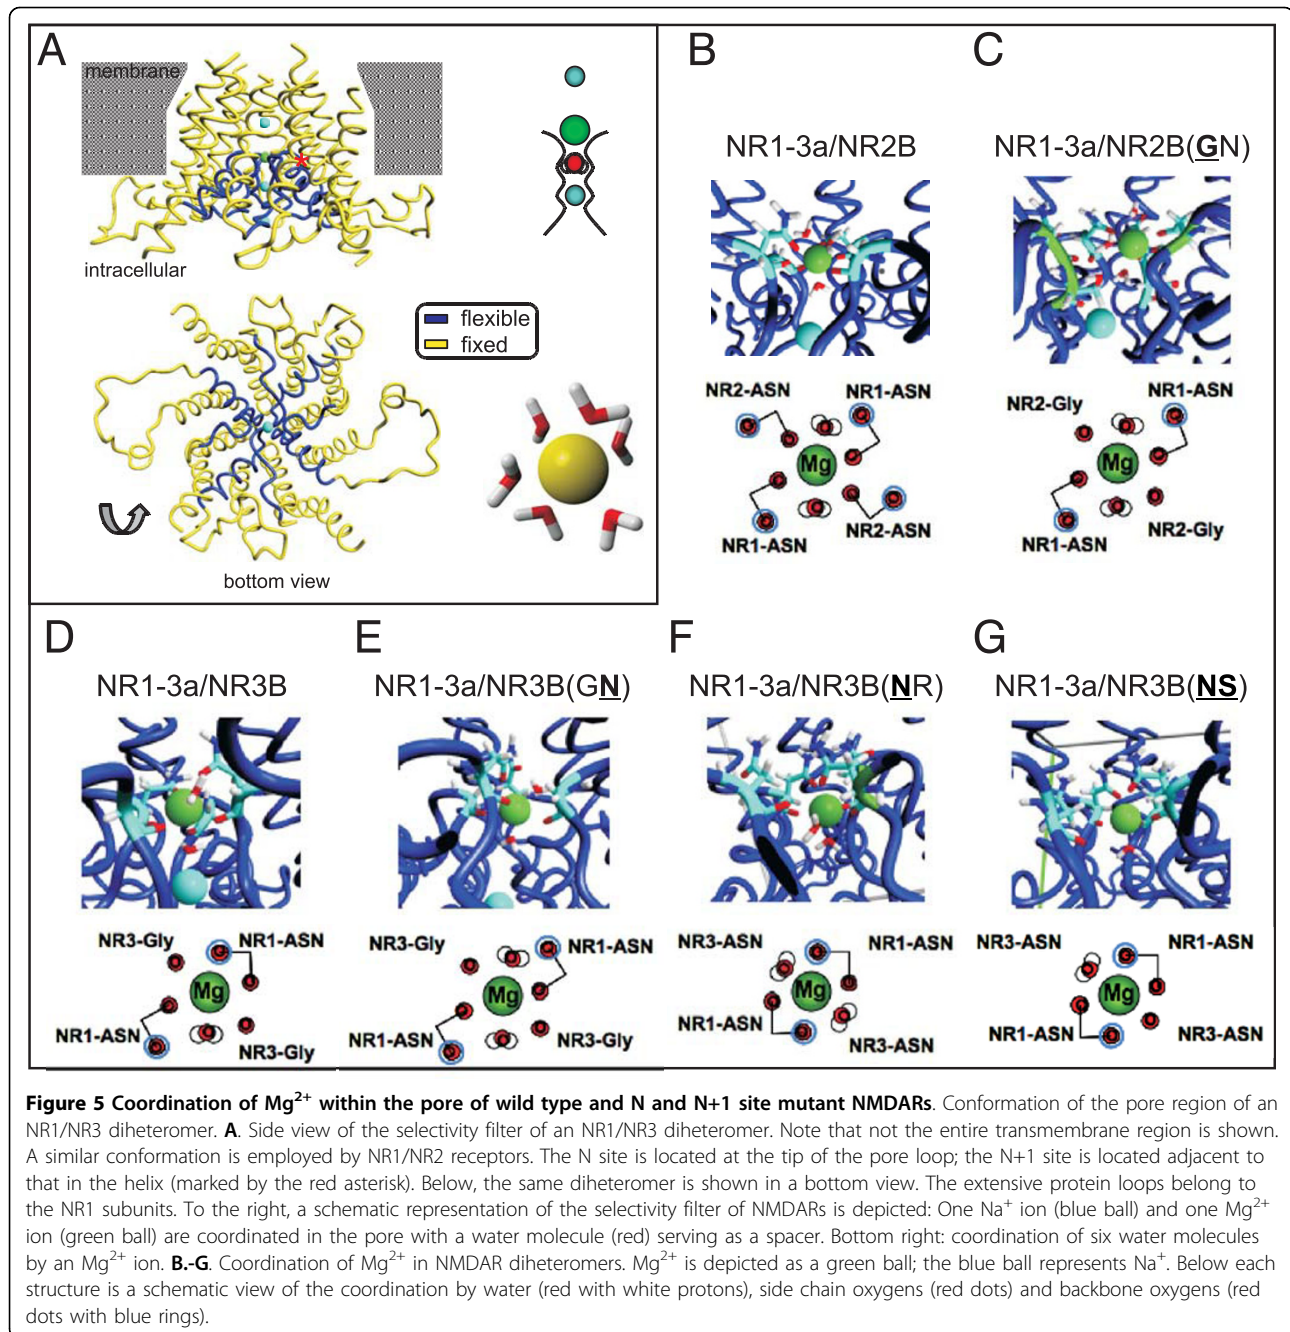 A
membrane
intracellular
flexible
fixed
bottom view
B
NR1-3a/NR2B
NR2-ASN
NR1-ASN
Mg
NR1-ASN
NR2-ASN
C
NR1-3a/NR2B(GN)
NR2-Gly
NR1-ASN
Mg
NR1-ASN
NR2-Gly
D
NR1-3a/NR3B
NR3-Gly
NR1-ASN
Mg
NR1-ASN
NR3-Gly
E
NR1-3a/NR3B(GN)
NR3-Gly
NR1-ASN
Mg
NR1-ASN
NR3-Gly
F
NR1-3a/NR3B(NR)
NR3-ASN
NR1-ASN
Mg
NR1-ASN
NR3-ASN
G
NR1-3a/NR3B(NS)
NR3-ASN
NR1-ASN
Mg
NR1-ASN
NR3-ASN
Figure 5 Coordination of Mg2+ within the pore of wild type and N and N+1 site mutant NMDARs. Conformation of the pore region of an
NR1/NR3 diheteromer. A. Side view of the selectivity filter of an NR1/NR3 diheteromer. Note that not the entire transmembrane region is shown.
A similar conformation is employed by NR1/NR2 receptors. The N site is located at the tip of the pore loop; the N+1 site is located adjacent to
that in the helix (marked by the red asterisk). Below, the same diheteromer is shown in a bottom view. The extensive protein loops belong to
the NR1 subunits. To the right, a schematic representation of the selectivity filter of NMDARs is depicted: One Na+ ion (blue ball) and one Mg2+
ion (green ball) are coordinated in the pore with a water molecule (red) serving as a spacer. Bottom right: coordination of six water molecules
by an Mg2+ ion. B.-G. Coordination of Mg2+ in NMDAR diheteromers. Mg2+ is depicted as a green ball; the blue ball represents Na+. Below each
structure is a schematic view of the coordination by water (red with white protons), side chain oxygens (red dots) and backbone oxygens (red
dots with blue rings).